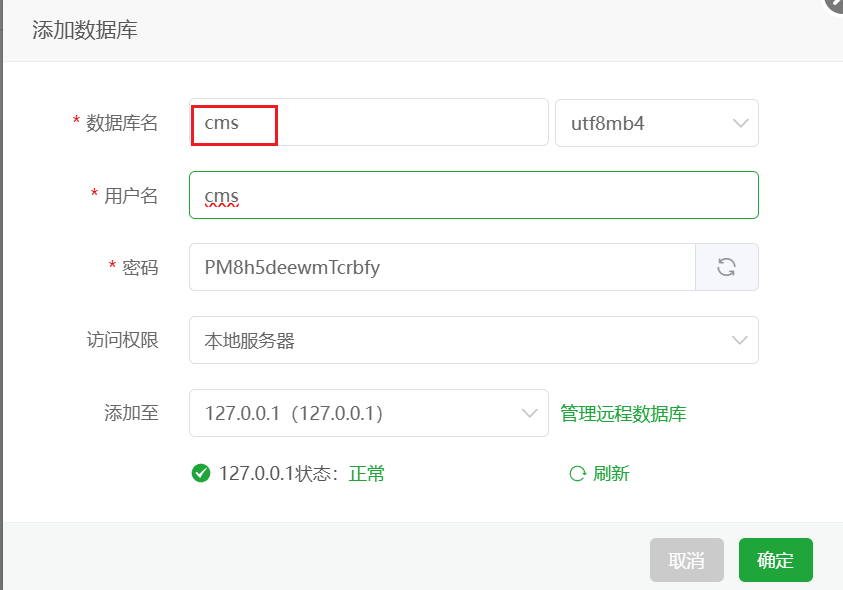 添加数据库
* 数据库名 cms utf8mb4
* 用户名 cms
* 密码 PM8h5deewmTcrbfy
访问权限 本地服务器
添加至 127.0.0.1（127.0.0.1） 管理远程数据库
127.0.0.1状态：正常 刷新
取消 确定